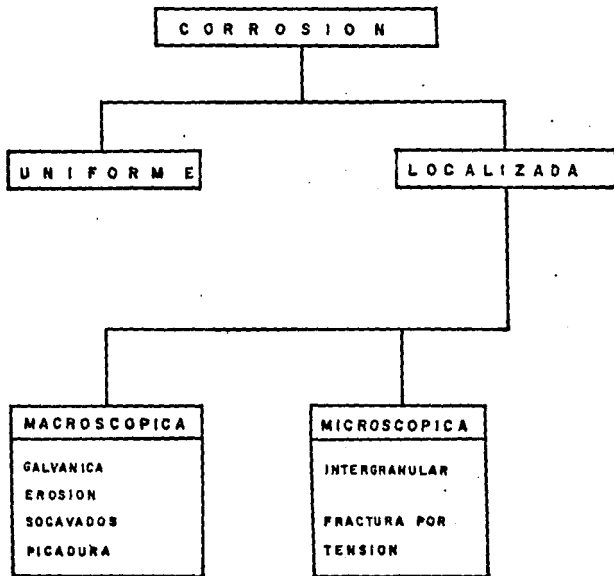 CORROSION
UNIFORME
LOCALIZADA
MACROSCOPICA
GALVANICA
EROSION
SOCAVADOS
PICADURA
MICROSCOPICA
INTERGRANULAR
FRACTURA POR
TENSION